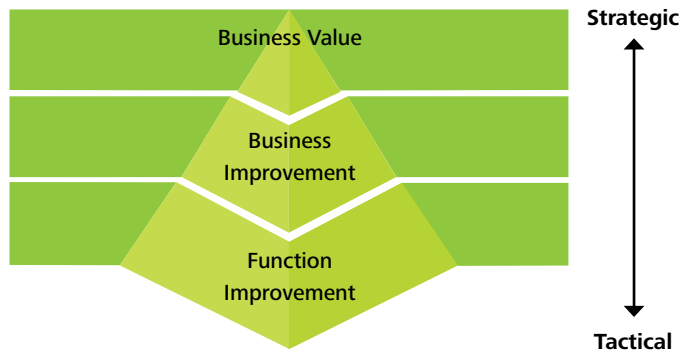 Strategic
Business Value
Business
Improvement
Function
Improvement
Tactical